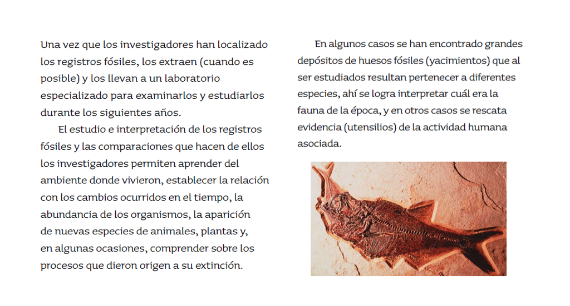 Una vez que los investigadores han localizado
los registros fósiles, los extraen (cuando es
posible) y los llevan a un laboratorio
especializado para examinarlos y estudiarlos
durante los siguientes años.
El estudio e interpretación de los registros
fósiles y las comparaciones que hacen de ellos
los investigadores permiten aprender del
ambiente donde vivieron, establecer la relación
con los cambios ocurridos en el tiempo, la
abundancia de los organismos, la aparición
de nuevas especies de animales, plantas y,
en algunas ocasiones, comprender sobre los
procesos que dieron origen a su extinción.
En algunos casos se han encontrado grandes
depósitos de huesos fósiles (yacimientos) que al
ser estudiados resultan pertenecer a diferentes
especies, ahí se logra interpretar cuál era la
fauna de la época, y en otros casos se rescata
evidencia (utensilios) de la actividad humana
asociada.